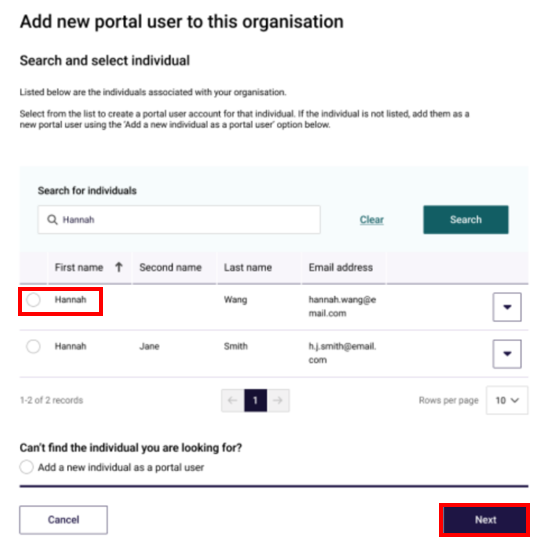 Add new portal user to this organisation
Search and select individual
Listed below are the individuals associated with your organisation.
Select from the list to create a portal user account for that individual. If the individual is not listed, add them as a
new portal user using the 'Add a new individual as a portal user' option below.
Search for individuals
Hannah Clear Search
First name ↑ Second name Last name Email address
Hannah Wang hannah.wang@e
mail.com
Hannah Jane Smith h.j.smith@email.
com
1-2 of 2 records ← 1 → Rows per page 10
Can't find the individual you are looking for?
Add a new individual as a portal user
Cancel Next